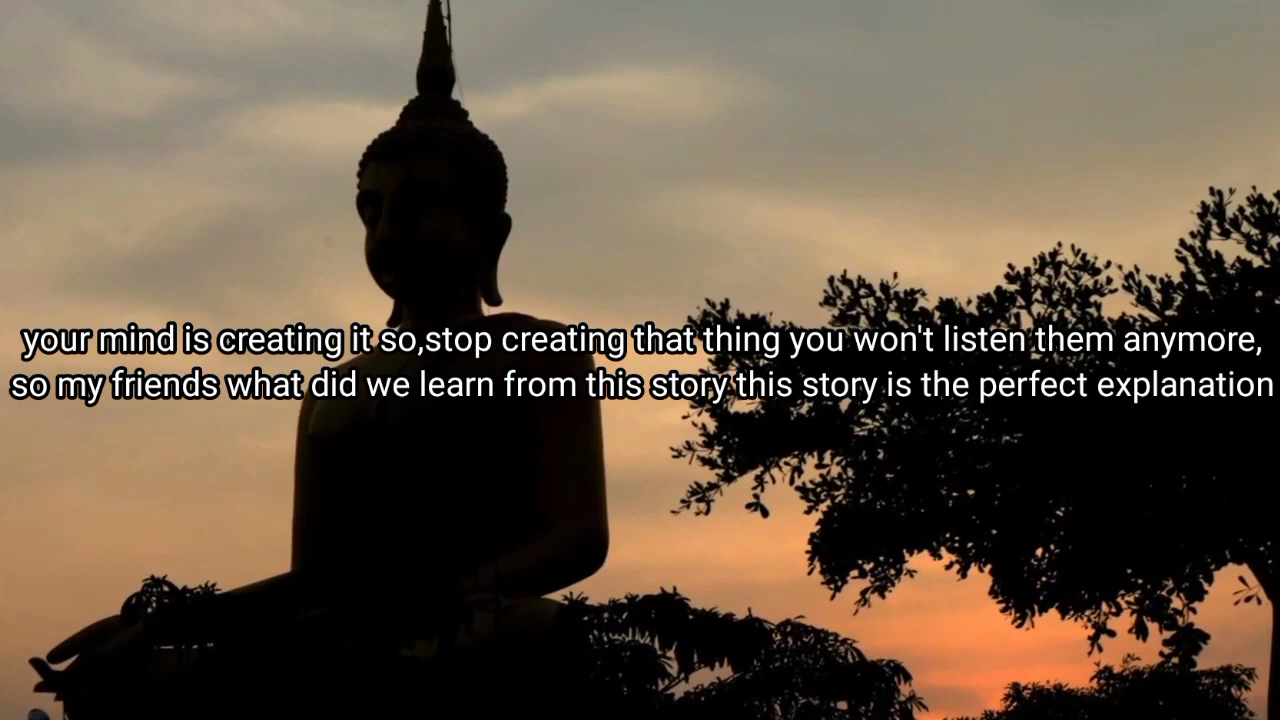 your mind is creating it so,stop creating that thing you won't listen them anymore,
so my friends what did we learn from this story this story is the perfect explanation